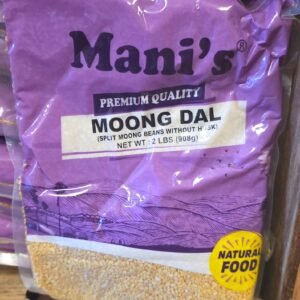 Mani's®
PREMIUM QUALITY
MOONG DAL
(SPLIT MOONG BEANS WITHOUT HUSK)
NET WT : 2 LBS (908g)
NATURAL
FOOD